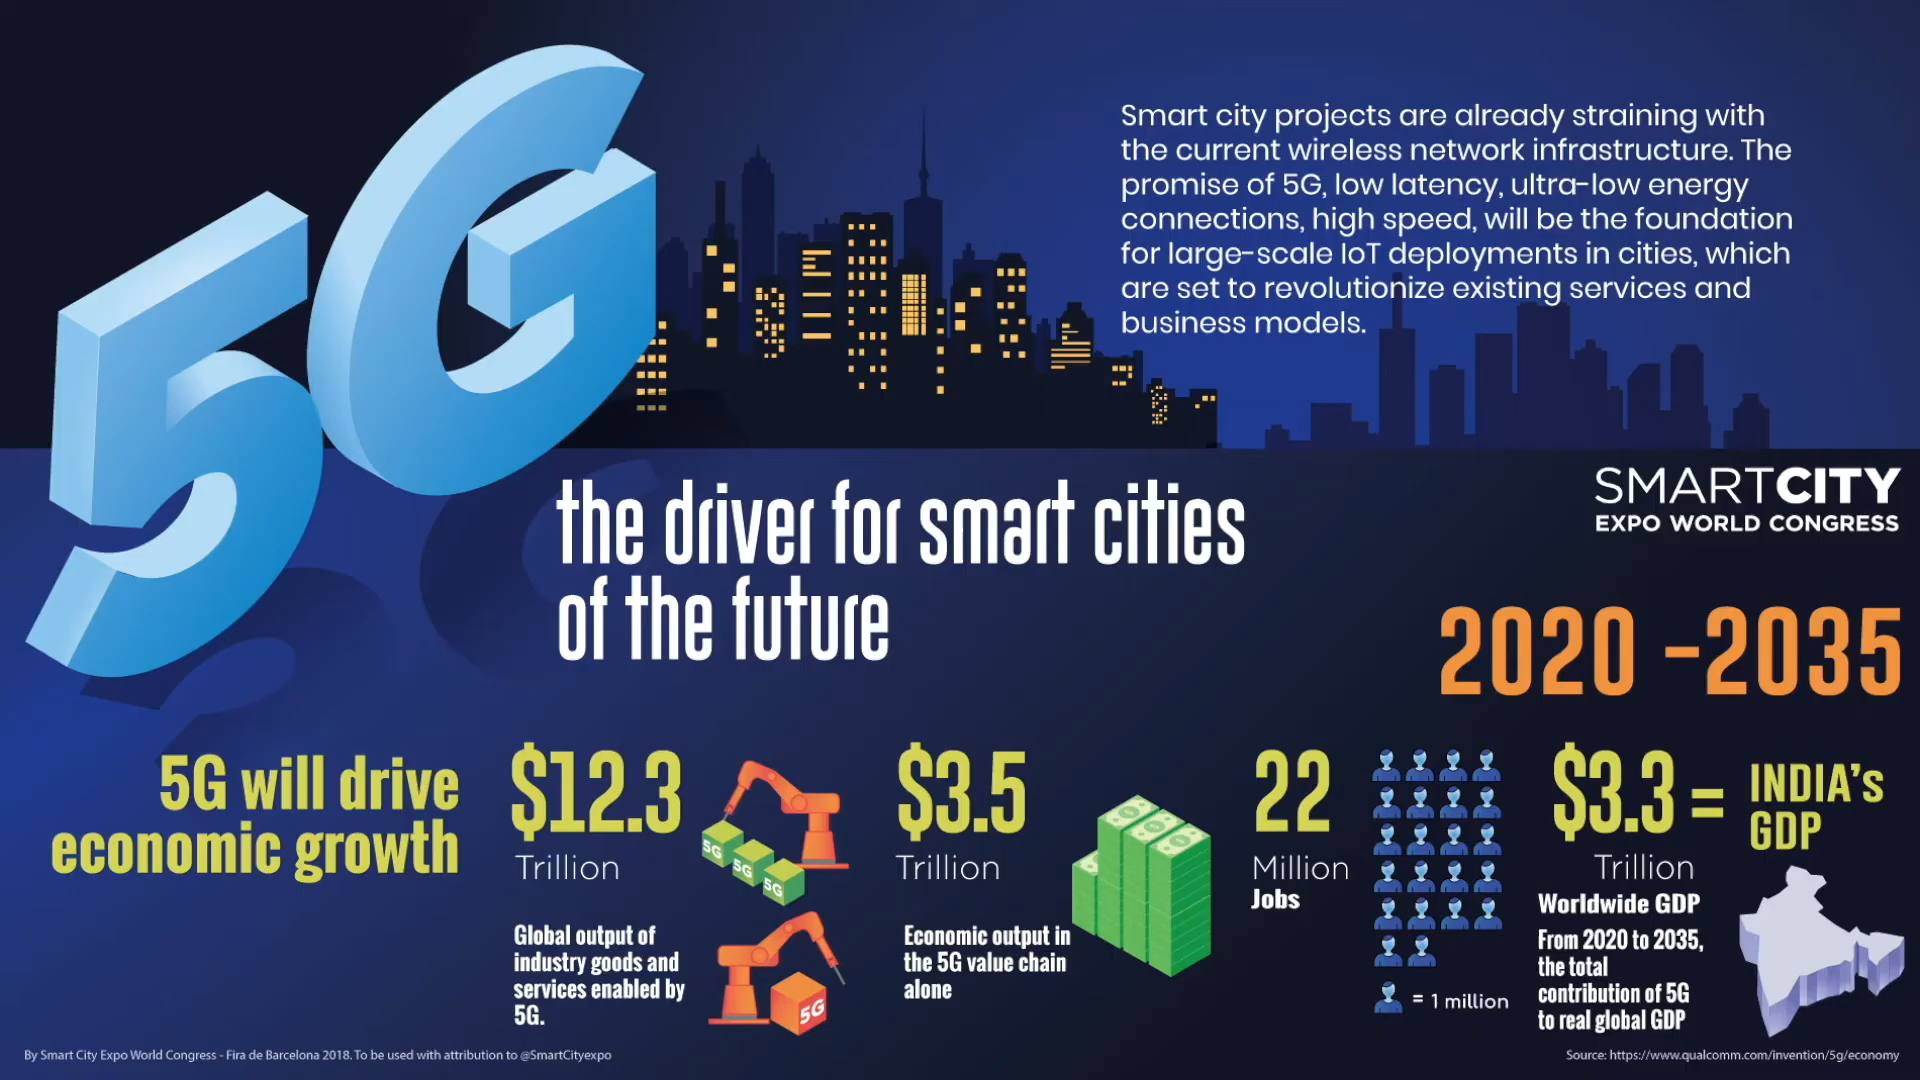 5G
Smart city projects are already straining with
the current wireless network infrastructure. The
promise of 5G, low latency, ultra-low energy
connections, high speed, will be the foundation
for large-scale IoT deployments in cities, which
are set to revolutionize existing services and
business models.
the driver for smart cities
of the future
SMARTCITY
EXPO WORLD CONGRESS
2020 -2035
5G will drive
economic growth
$12.3
Trillion
Global output of
industry goods and
services enabled by
5G.
5G
5G
5G
5G
$3.5
Trillion
Economic output in
the 5G value chain
alone
22
Million
Jobs
= 1 million
$3.3 =
Trillion
Worldwide GDP
From 2020 to 2035,
the total
contribution of 5G
to real global GDP
INDIA's
GDP
By Smart City Expo World Congress - Fira de Barcelona 2018. To be used with attribution to @SmartCityexpo
Source: https://www.qualcomm.com/invention/5g/economy